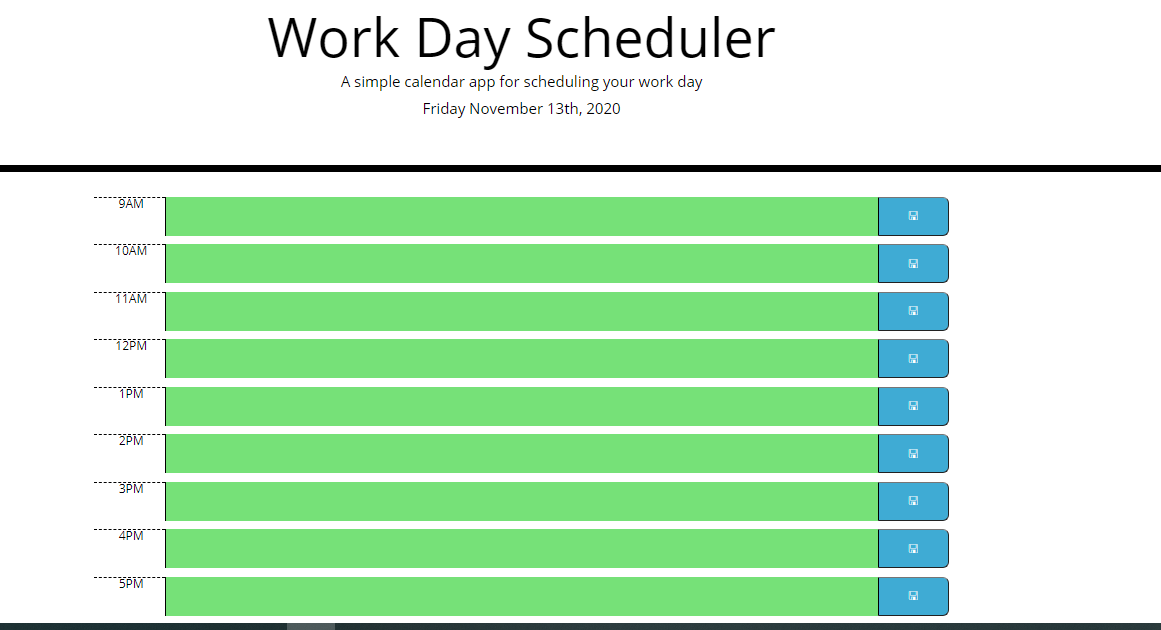 Work Day Scheduler
A simple calendar app for scheduling your work day
Friday November 13th, 2020
9AM
10AM
11AM
12PM
1PM
2PM
3PM
4PM
5PM